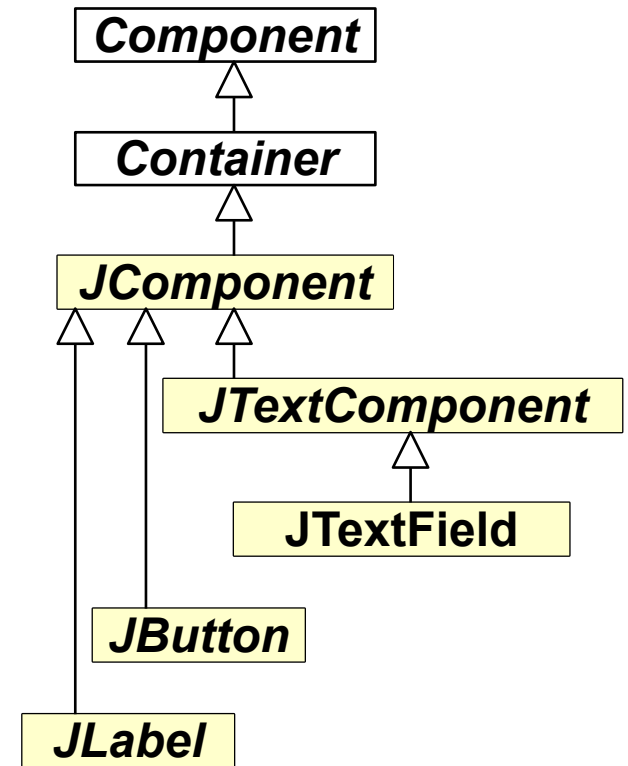 Component
Container
JComponent
JTextComponent
JTextField
JButton
JLabel